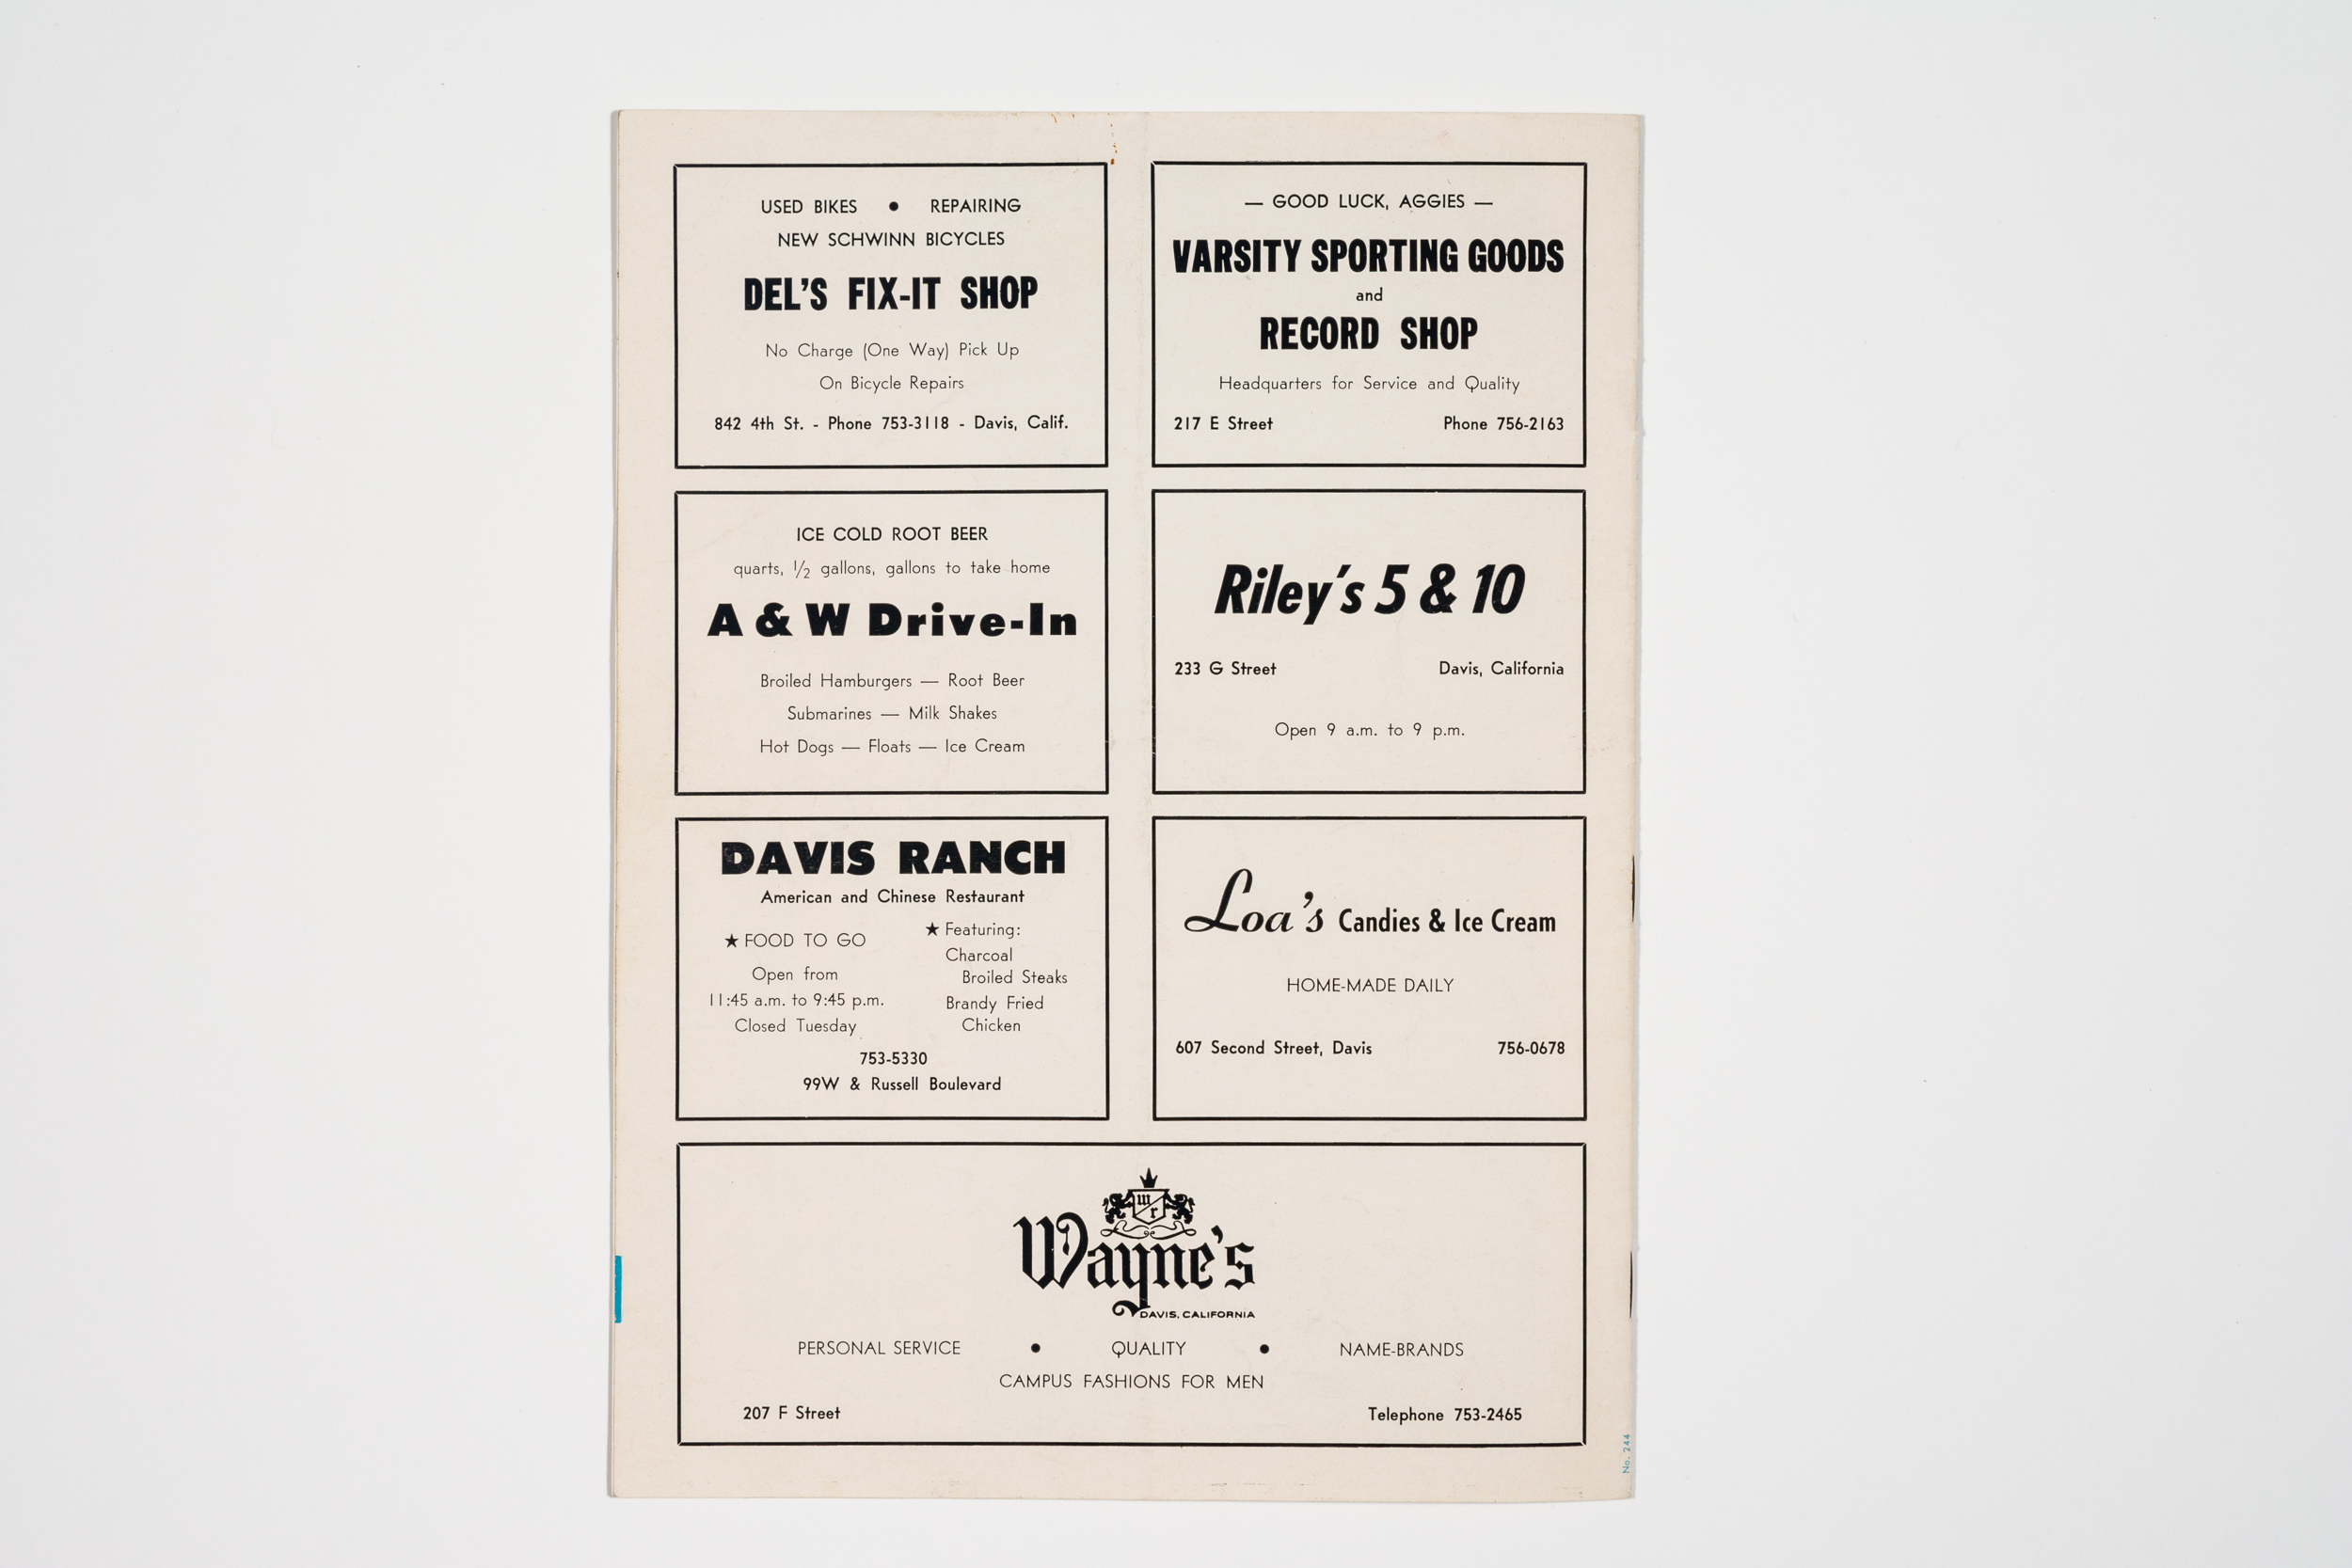 USED BIKES • REPAIRING
NEW SCHWINN BICYCLES
DEL'S FIX-IT SHOP
No Charge (One Way) Pick Up
On Bicycle Repairs
842 4th St. - Phone 753-3118 - Davis, Calif.
— GOOD LUCK, AGGIES —
VARSITY SPORTING GOODS
and
RECORD SHOP
Headquarters for Service and Quality
217 E Street Phone 756-2163
ICE COLD ROOT BEER
quarts, 1/2 gallons, gallons to take home
A & W Drive-In
Broiled Hamburgers — Root Beer
Submarines — Milk Shakes
Hot Dogs — Floats — Ice Cream
Riley's 5 & 10
233 G Street Davis, California
Open 9 a.m. to 9 p.m.
DAVIS RANCH
American and Chinese Restaurant
★ FOOD TO GO
Open from
11:45 a.m. to 9:45 p.m.
Closed Tuesday
★ Featuring:
Charcoal
Broiled Steaks
Brandy Fried
Chicken
753-5330
99W & Russell Boulevard
Loa's Candies & Ice Cream
HOME-MADE DAILY
607 Second Street, Davis 756-0678
w r
Wayne's
DAVIS, CALIFORNIA
PERSONAL SERVICE • QUALITY • NAME-BRANDS
CAMPUS FASHIONS FOR MEN
207 F Street Telephone 753-2465
No. 244